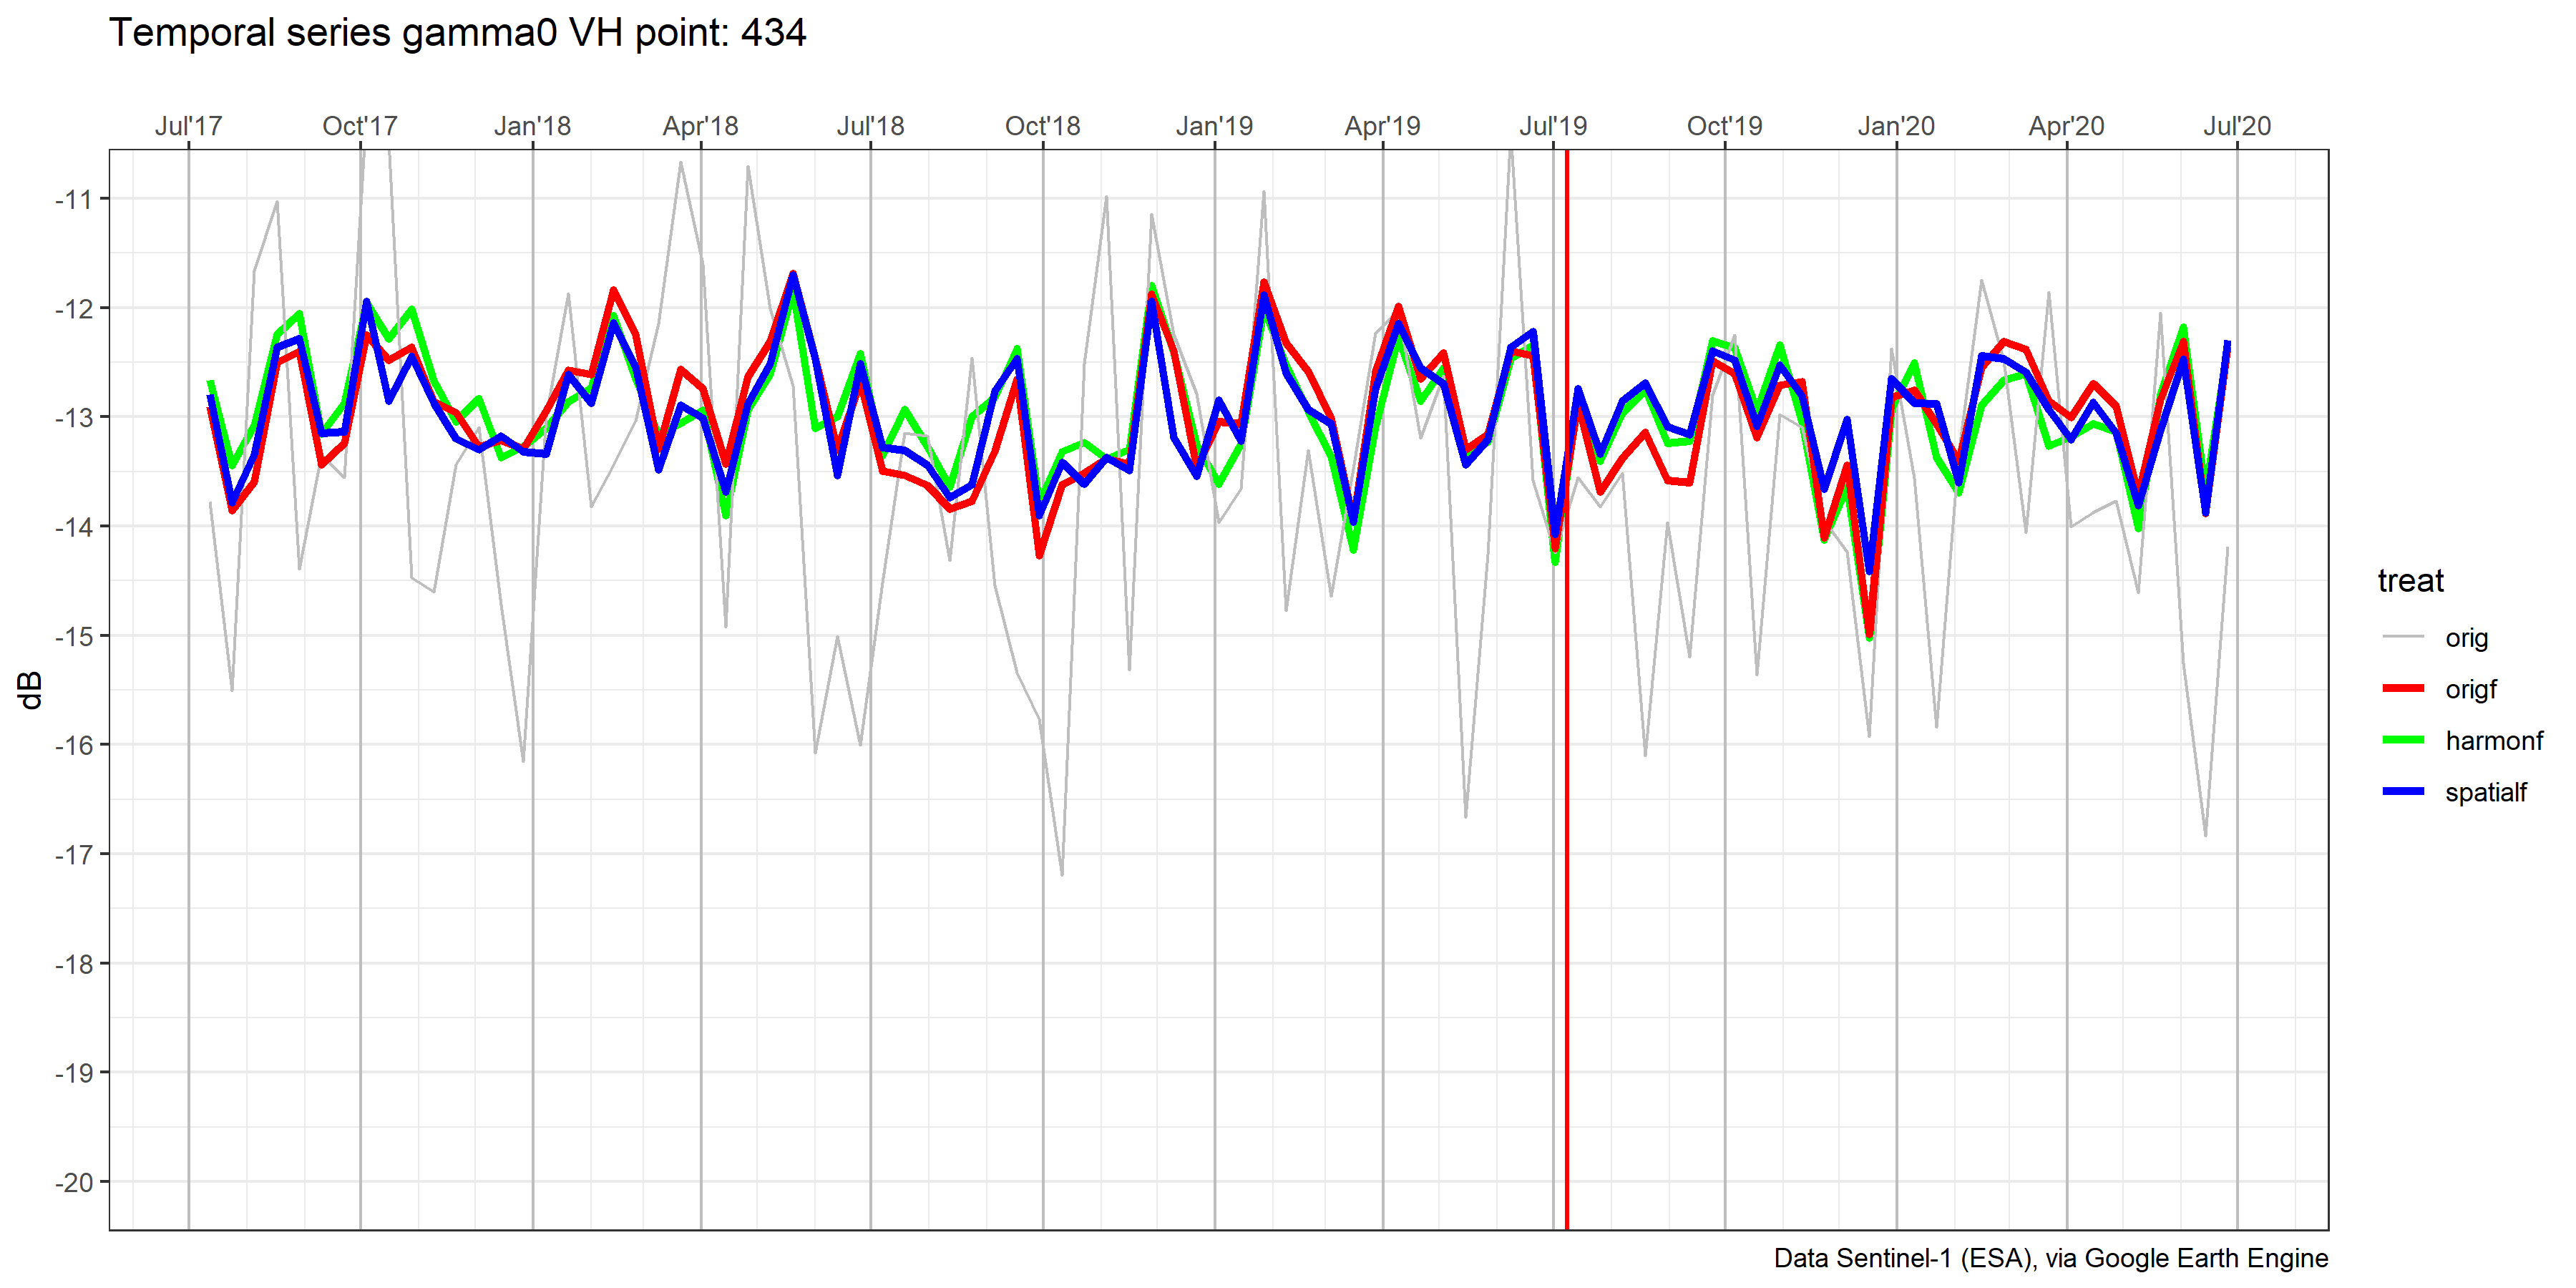 Temporal series gamma0 VH point: 434
Jul'17 Oct'17 Jan'18 Apr'18 Jul'18 Oct'18 Jan'19 Apr'19 Jul'19 Oct'19 Jan'20 Apr'20 Jul'20
-11
-12
-13
-14
-15
-16
-17
-18
-19
-20
dB
treat
orig
origf
harmonf
spatialf
Data Sentinel-1 (ESA), via Google Earth Engine